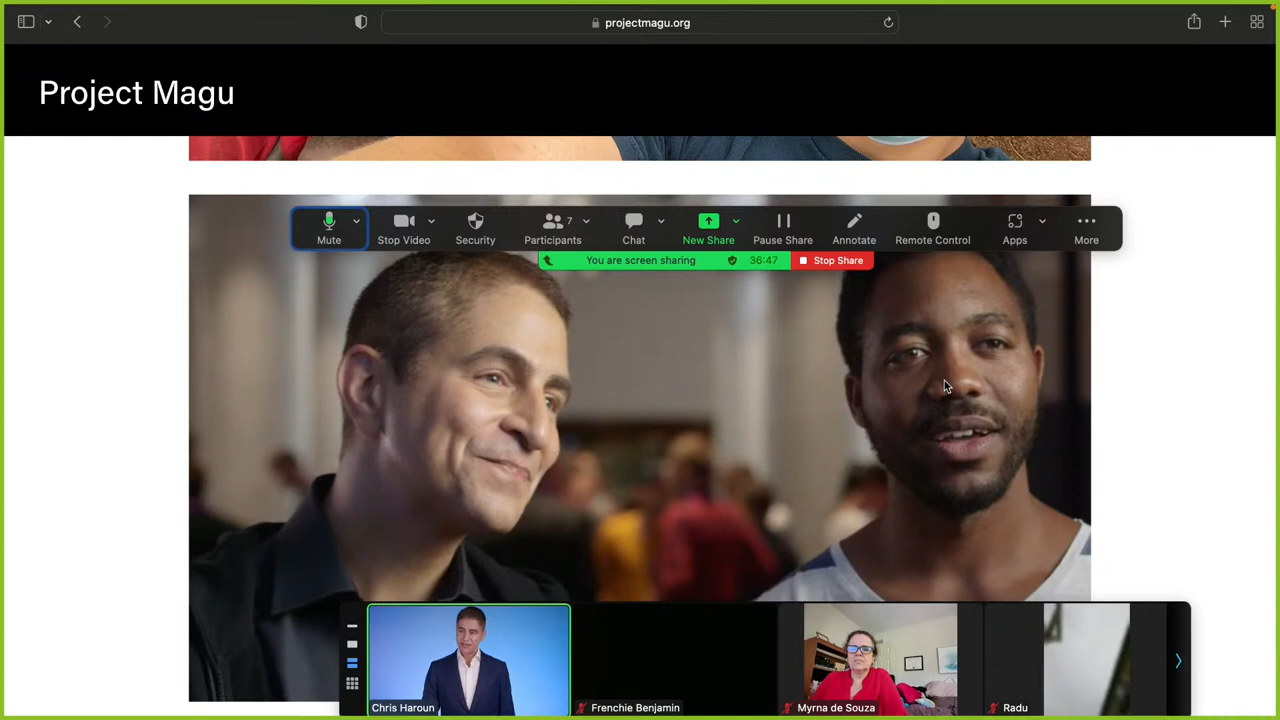 projectmagu.org
Project Magu
Mute
Stop Video
Security
7
Participants
Chat
New Share
Pause Share
Annotate
Remote Control
Apps
More
You are screen sharing
36:47
Stop Share
Chris Haroun
Frenchie Benjamin
Myrna de Souza
Radu